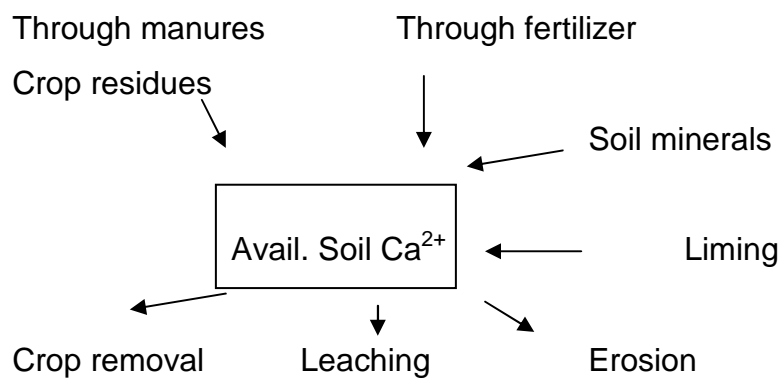 Through manures Through fertilizer
Crop residues
Soil minerals
Avail. Soil Ca²⁺ Liming
Crop removal Leaching Erosion